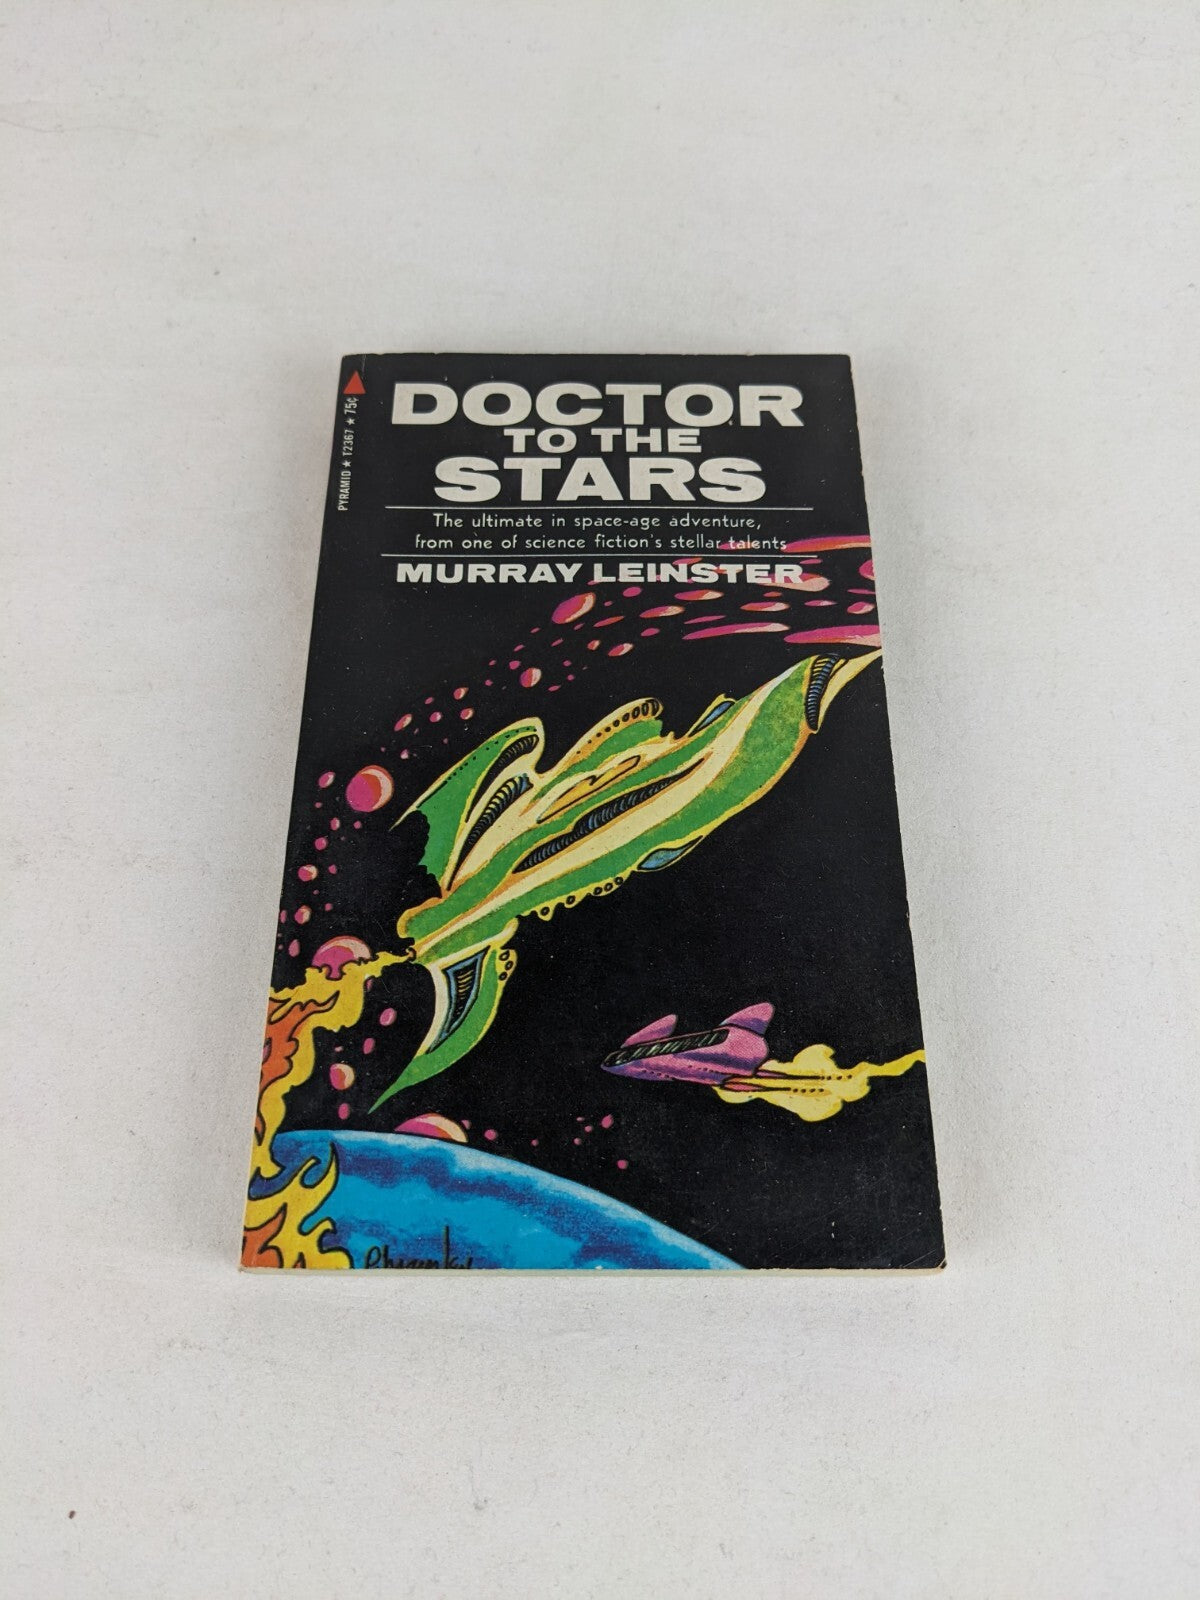 PYRAMID ★ T2367 ★ 75¢
DOCTOR
TO THE
STARS
The ultimate in space-age adventure,
from one of science fiction's stellar talents
MURRAY LEINSTER